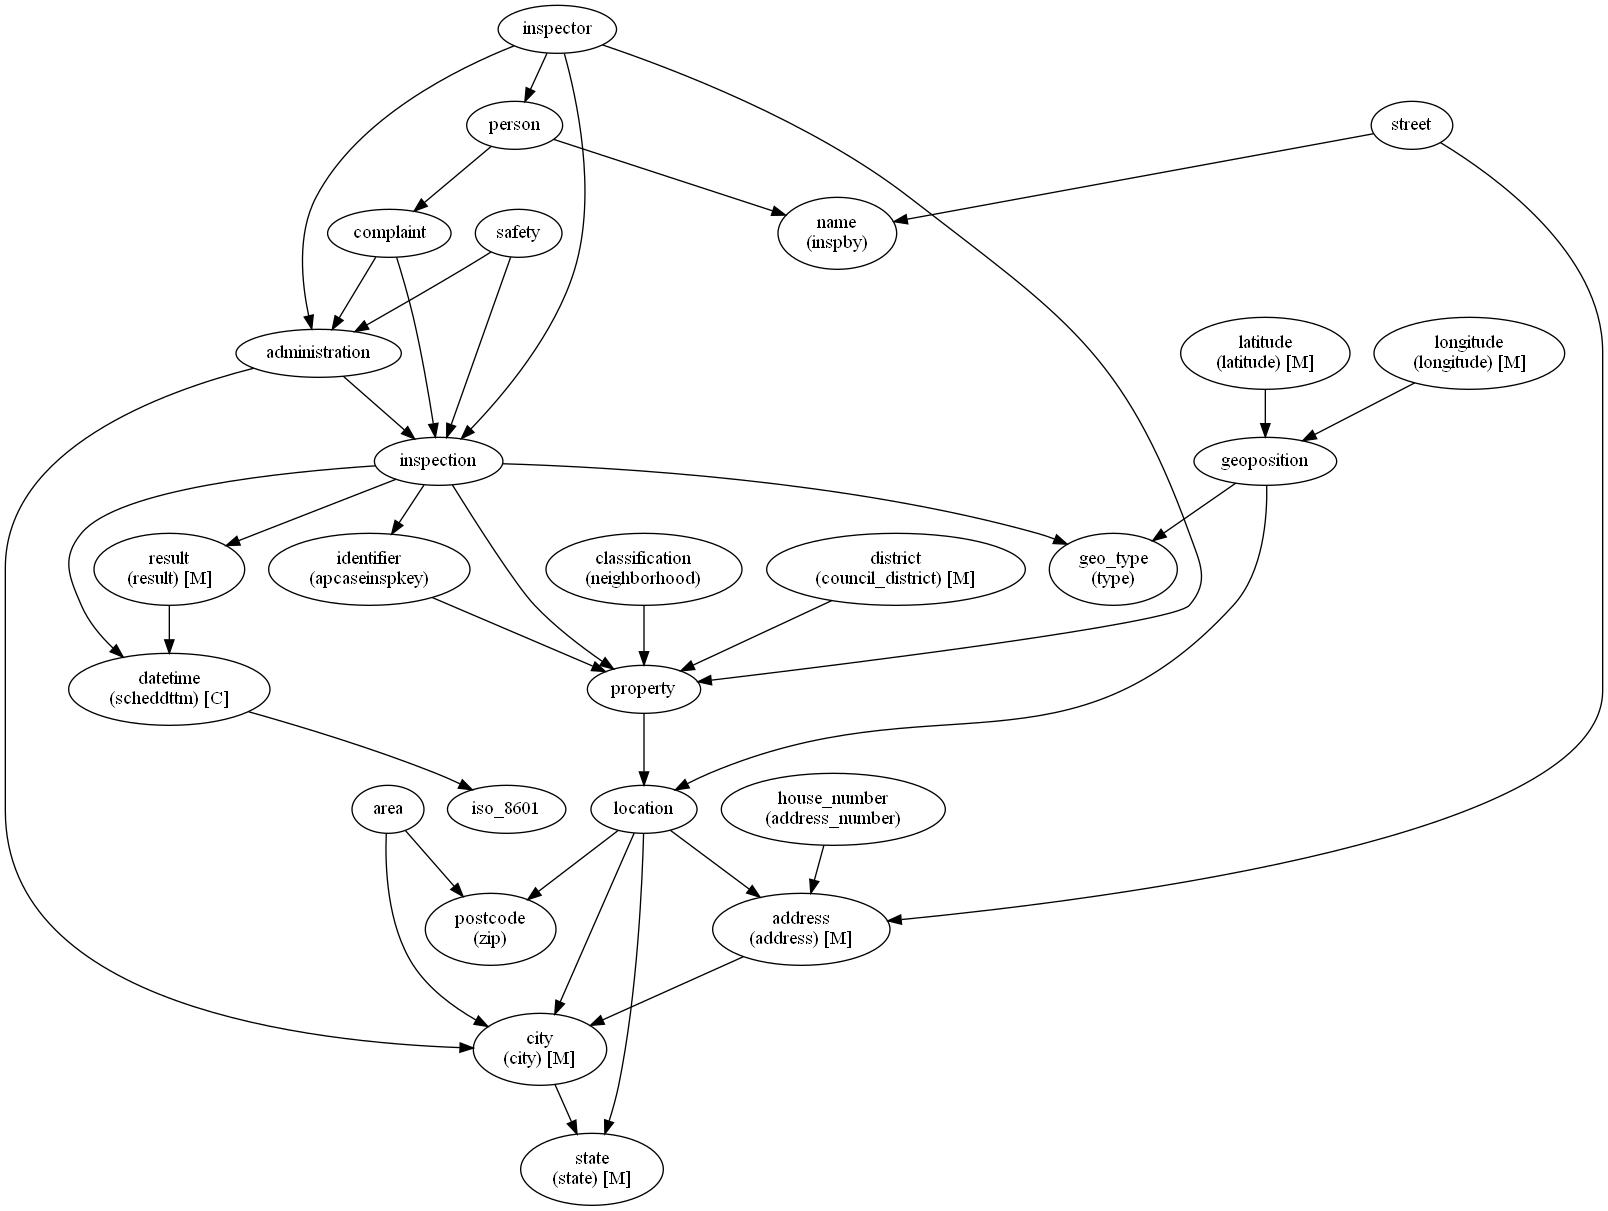 inspector
person
street
complaint
safety
name
(inspby)
administration
latitude
(latitude) [M]
longitude
(longitude) [M]
inspection
geoposition
result
(result) [M]
identifier
(apcaseinspkey)
classification
(neighborhood)
district
(council_district) [M]
geo_type
(type)
datetime
(scheddttm) [C]
property
area
iso_8601
location
house_number
(address_number)
postcode
(zip)
address
(address) [M]
city
(city) [M]
state
(state) [M]